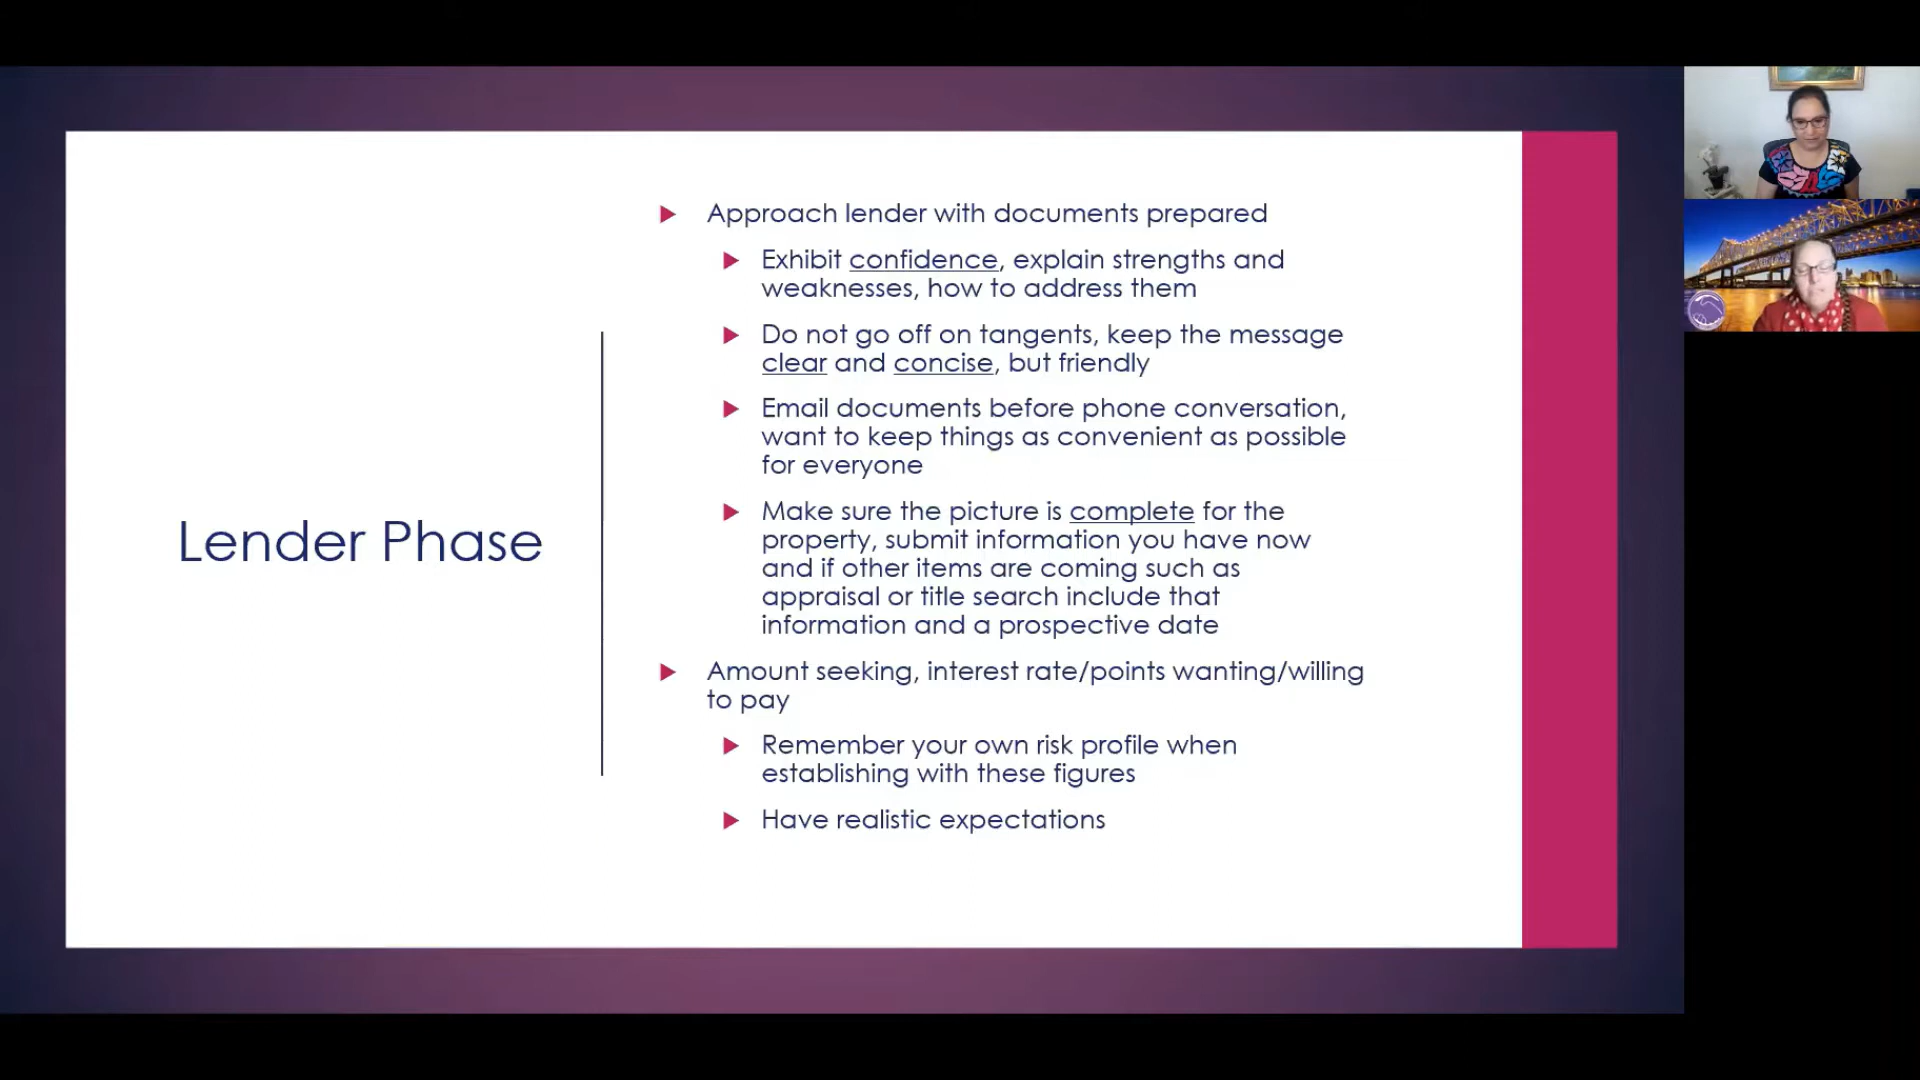 Lender Phase
Approach lender with documents prepared
Exhibit confidence, explain strengths and
weaknesses, how to address them
Do not go off on tangents, keep the message
clear and concise, but friendly
Email documents before phone conversation,
want to keep things as convenient as possible
for everyone
Make sure the picture is complete for the
property, submit information you have now
and if other items are coming such as
appraisal or title search include that
information and a prospective date
Amount seeking, interest rate/points wanting/willing
to pay
Remember your own risk profile when
establishing with these figures
Have realistic expectations